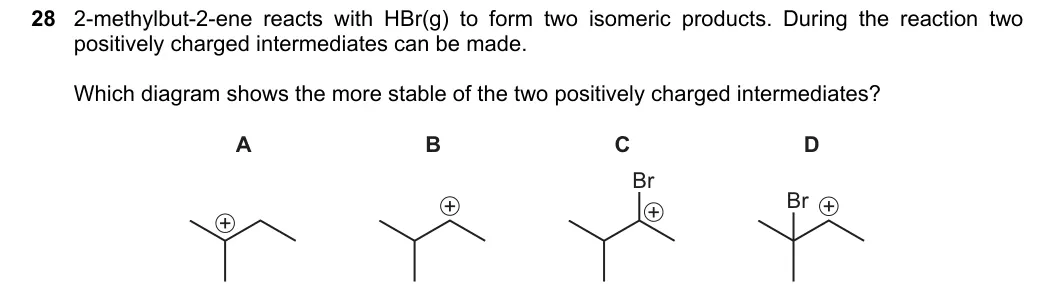 28 2-methylbut-2-ene reacts with HBr(g) to form two isomeric products. During the reaction two
positively charged intermediates can be made.
Which diagram shows the more stable of the two positively charged intermediates?
A B C D
Br
+ + + Br +